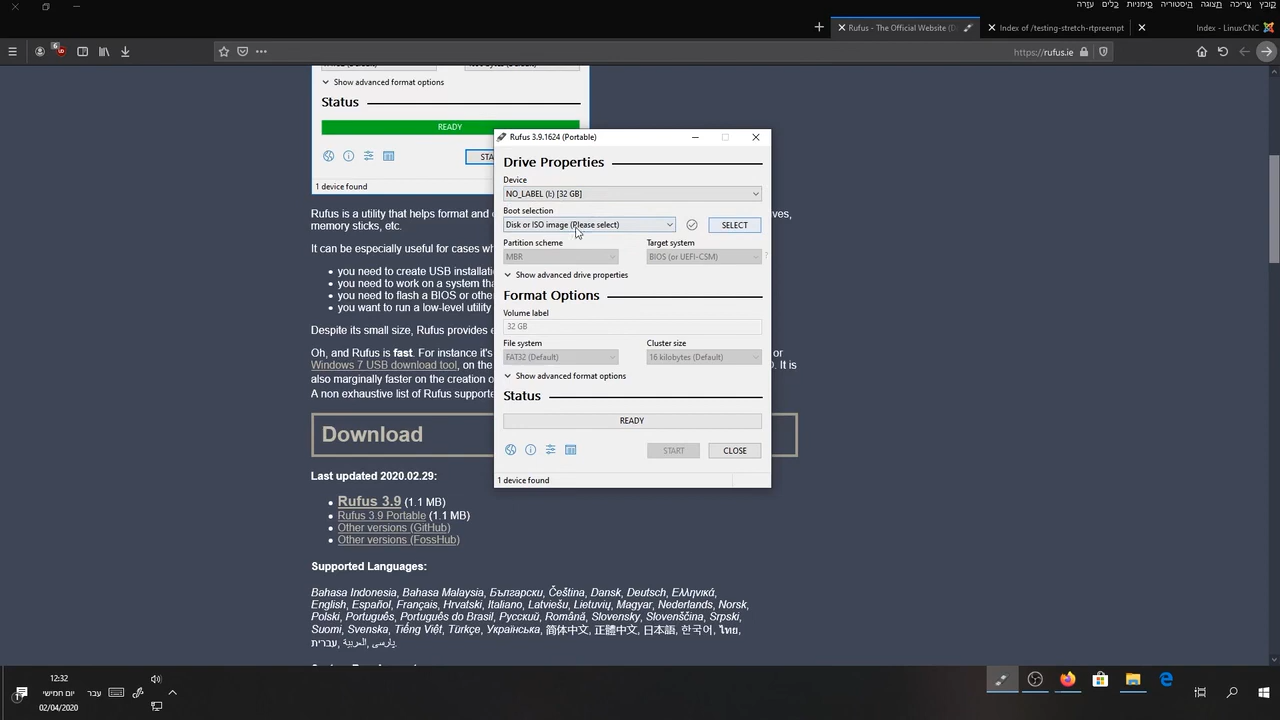 קובץ עריכה תצוגה היסטוריה סימניות כלים עזרה
Rufus - The Official Website (D
Index of /testing-stretch-rtpreempt
Index - LinuxCNC
6
https://rufus.ie
Show advanced format options
Status
READY
STA
1 device found
Rufus 3.9.1624 (Portable)
Drive Properties
Device
NO_LABEL (I:) [32 GB]
Boot selection
Disk or ISO image (Please select)
SELECT
Partition scheme
Target system
MBR
BIOS (or UEFI-CSM)
?
Show advanced drive properties
Format Options
Volume label
32 GB
File system
Cluster size
FAT32 (Default)
16 kilobytes (Default)
Show advanced format options
Status
READY
START
CLOSE
1 device found
Rufus is a utility that helps format and
ives,
memory sticks, etc.
It can be especially useful for cases wh
you need to create USB installatio
you need to work on a system tha
you need to flash a BIOS or othe
you want to run a low-level utility
Despite its small size, Rufus provides e
Oh, and Rufus is fast. For instance it's
or
Windows 7 USB download tool, on the
O. It is
also marginally faster on the creation o
A non exhaustive list of Rufus supporte
Download
Last updated 2020.02.29:
Rufus 3.9 (1.1 MB)
Rufus 3.9 Portable (1.1 MB)
Other versions (GitHub)
Other versions (FossHub)
Supported Languages:
Bahasa Indonesia, Bahasa Malaysia, Български, Čeština, Dansk, Deutsch, Ελληνικά,
English, Español, Français, Hrvatski, Italiano, Latviešu, Lietuvių, Magyar, Nederlands, Norsk,
Polski, Português, Português do Brasil, Русский, Română, Slovensky, Slovenščina, Srpski,
Suomi, Svenska, Tiếng Việt, Türkçe, Українська, 简体中文, 正體中文, 日本語, 한국어, ไทย,
עברית, العربية, پارسی.
12:32
יום חמישי
עבר
1
02/04/2020